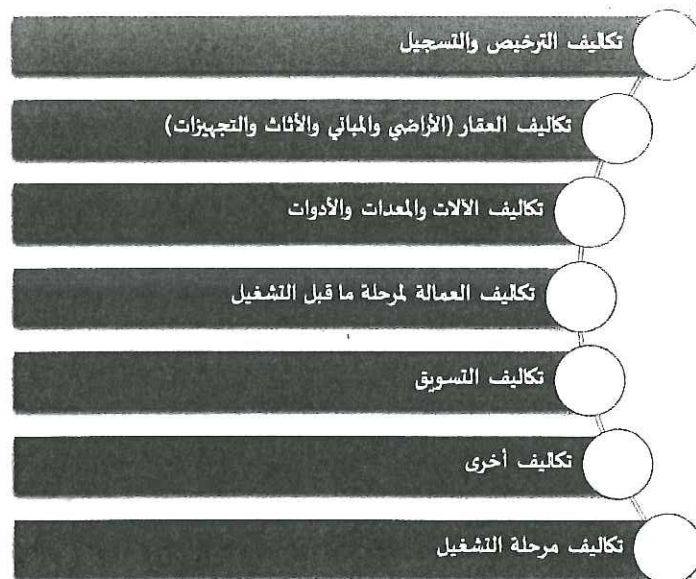 تكاليف الترخيص والتسجيل
تكاليف العقار (الأراضي والمباني والأثاث والتجهيزات)
تكاليف الآلات والمعدات والأدوات
تكاليف العمالة لمرحلة ما قبل التشغيل
تكاليف التسويق
تكاليف أخرى
تكاليف مرحلة التشغيل